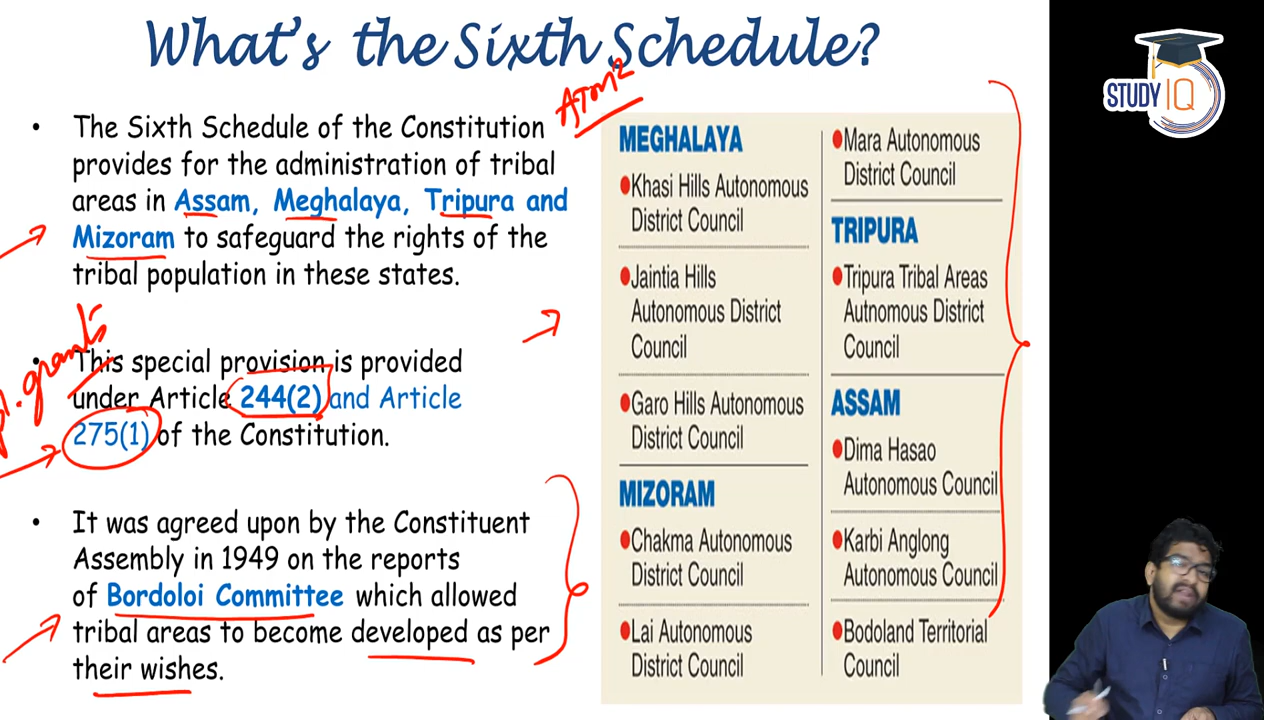 What's the Sixth Schedule?
• The Sixth Schedule of the Constitution
provides for the administration of tribal
areas in Assam, Meghalaya, Tripura and
Mizoram to safeguard the rights of the
tribal population in these states.
• This special provision is provided
under Article 244(2) and Article
275(1) of the Constitution.
• It was agreed upon by the Constituent
Assembly in 1949 on the reports
of Bordoloi Committee which allowed
tribal areas to become developed as per
their wishes.
grants
MEGHALAYA
Khasi Hills Autonomous
District Council
Jaintia Hills
Autonomous District
Council
Garo Hills Autonomous
District Council
MIZORAM
Chakma Autonomous
District Council
Lai Autonomous
District Council
Mara Autonomous
District Council
TRIPURA
Tripura Tribal Areas
Autnomous District
Council
ASSAM
Dima Hasao
Autonomous Council
Karbi Anglong
Autonomous Council
Bodoland Territorial
Council
STUDY IQ